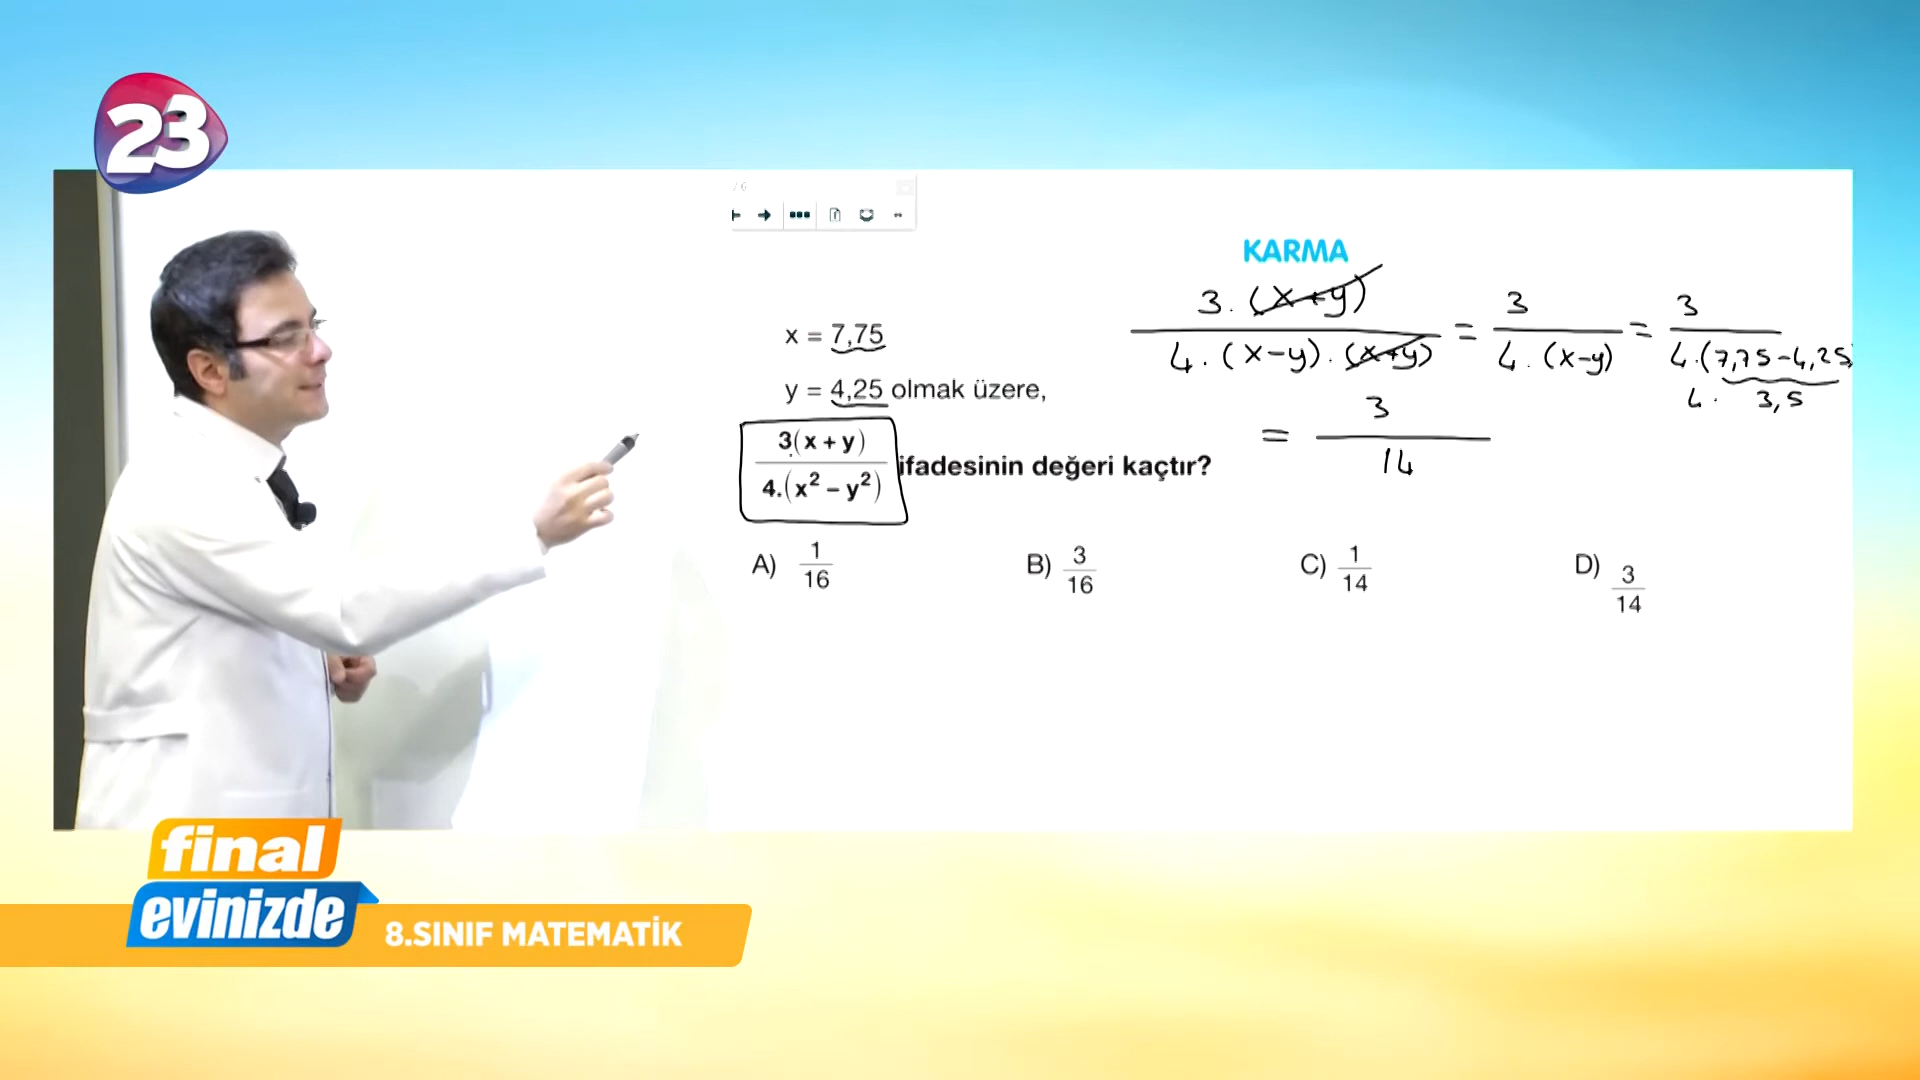 23
/ 6
KARMA
x = 7,75
y = 4,25 olmak üzere,
3(x + y) / 4.(x² – y²) ifadesinin değeri kaçtır?
3 . (x+y) / 4 . (x-y) . (x+y) = 3 / 4 . (x-y) = 3 / 4 . (7,75-4,25)
4 . 3,5
= 3 / 14
A) 1/16
B) 3/16
C) 1/14
D) 3/14
final
evinizde
8.SINIF MATEMATİK